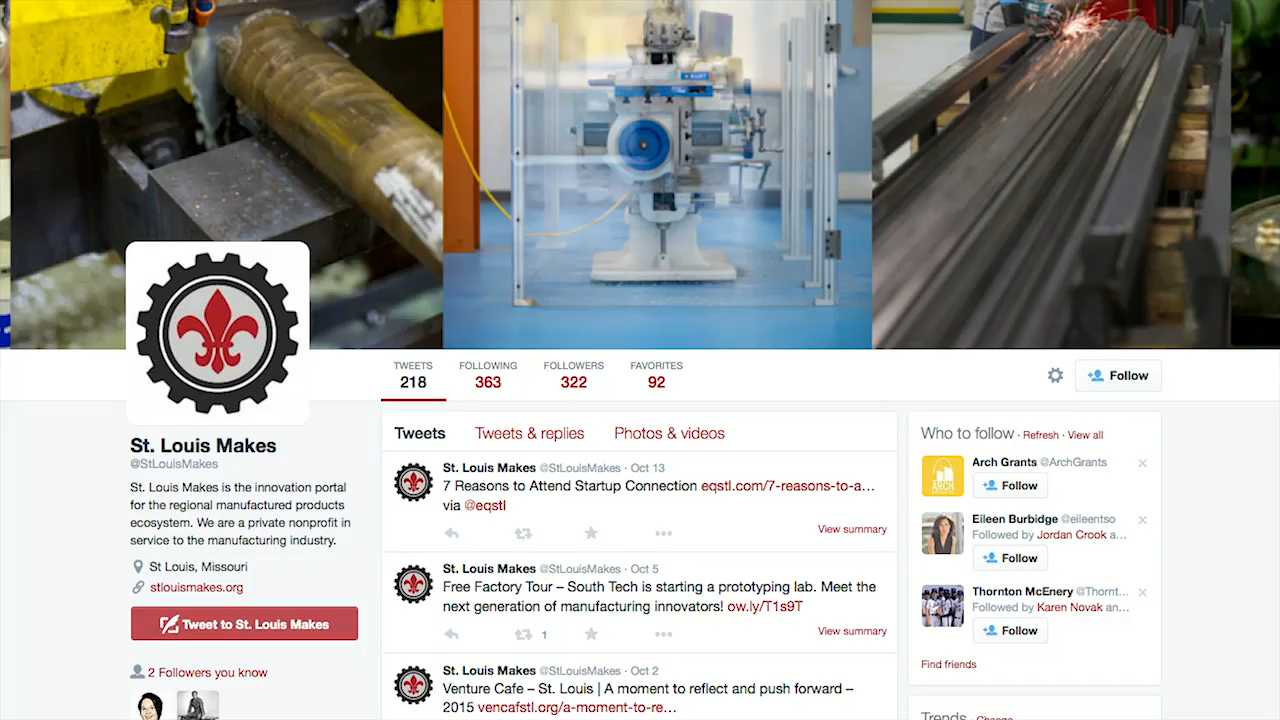 KURT
TWEETS
218
FOLLOWING
363
FOLLOWERS
322
FAVORITES
92
Follow
St. Louis Makes
@StLouisMakes
St. Louis Makes is the innovation portal
for the regional manufactured products
ecosystem. We are a private nonprofit in
service to the manufacturing industry.
St Louis, Missouri
stlouismakes.org
Tweet to St. Louis Makes
2 Followers you know
Tweets Tweets & replies Photos & videos
St. Louis Makes @StLouisMakes · Oct 13
7 Reasons to Attend Startup Connection eqstl.com/7-reasons-to-a…
via @eqstl
View summary
St. Louis Makes @StLouisMakes · Oct 5
Free Factory Tour – South Tech is starting a prototyping lab. Meet the
next generation of manufacturing innovators! ow.ly/T1s9T
1
View summary
St. Louis Makes @StLouisMakes · Oct 2
Venture Cafe – St. Louis | A moment to reflect and push forward –
2015 vencafstl.org/a-moment-to-re…
Who to follow · Refresh · View all
ARCH
Arch Grants @ArchGrants
Follow
Eileen Burbidge @eileentso
Followed by Jordan Crook a…
Follow
Thornton McEnery @Thornt…
Followed by Karen Novak an…
Follow
Find friends
Trends · Change